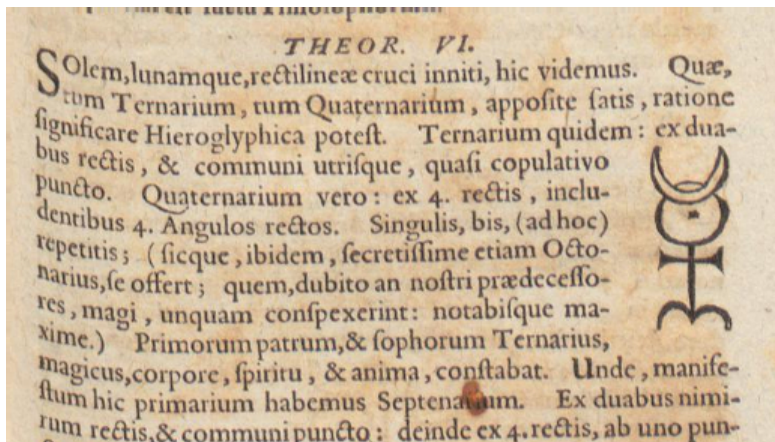 THEOR. VI.
SOlem, lunamque, rectilineæ cruci inniti, hic videmus. Quæ,
tum Ternarium, tum Quaternarium, apposite satis, ratione
significare Hieroglyphica potest. Ternarium quidem: ex dua-
bus rectis, & communi utrisque, quasi copulativo
puncto. Quaternarium vero: ex 4. rectis, inclu-
dentibus 4. Angulos rectos. Singulis, bis, (ad hoc)
repetitis; (sicque, ibidem, secretissime etiam Octo-
narius, se offert; quem, dubito an nostri prædecesso-
res, magi, unquam conspexerint: notabisque ma-
xime.) Primorum patrum, & sophorum Ternarius,
magicus, corpore, spiritu, & anima, constabat. Unde, manife-
stum hic primarium habemus Septenarium. Ex duabus nimi-
rum rectis, & communi puncto: deinde ex 4. rectis, ab uno pun-